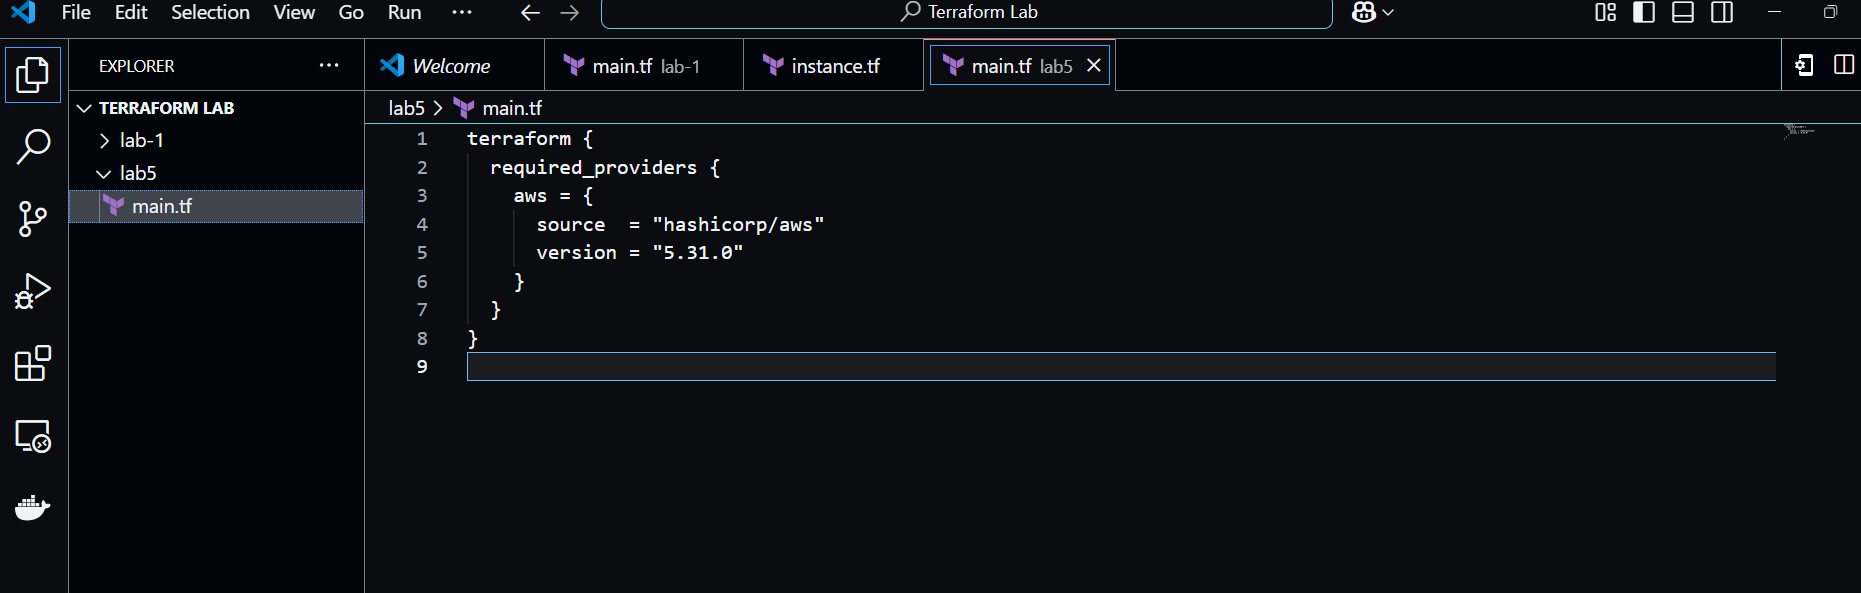 File Edit Selection View Go Run ··· Terraform Lab
EXPLORER ···
Welcome main.tf lab-1 instance.tf main.tf lab5
TERRAFORM LAB
lab-1
lab5
main.tf
lab5 > main.tf
1 terraform {
2 required_providers {
3 aws = {
4 source  = "hashicorp/aws"
5 version = "5.31.0"
6 }
7 }
8 }
9